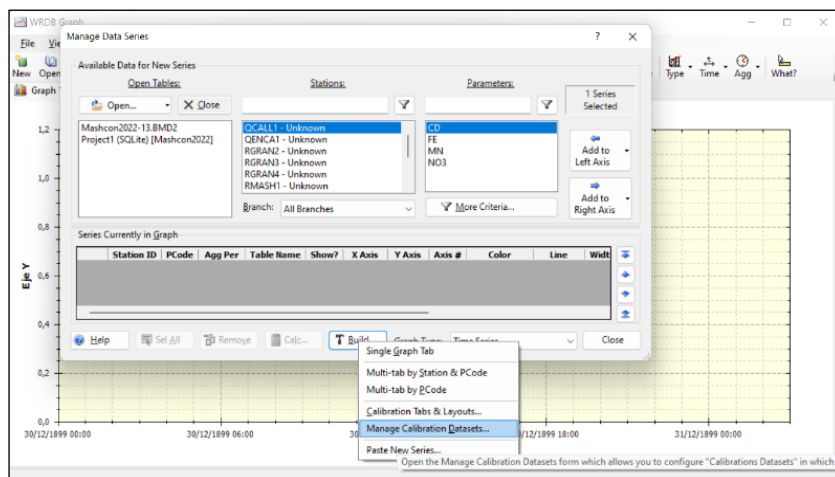 WRDB Graph
File Vie
New Open
Type Time Agg What?
Graph
Manage Data Series
? ×
Available Data for New Series
Open Tables:
Stations:
Parameters:
1 Series
Selected
Open...
Close
Mashcon2022-13.BMD2
Project1 (SQLite) [Mashcon2022]
QCALL1 - Unknown
QENCA1 - Unknown
RGRAN2 - Unknown
RGRAN3 - Unknown
RGRAN4 - Unknown
RMASH1 - Unknown
CD
FE
MN
NO3
Add to
Left Axis
Add to
Right Axis
Branch: All Branches
More Criteria...
Series Currently in Graph
Station ID PCode Agg Per Table Name Show? X Axis Y Axis Axis # Color Line Widt
Help Sel All Remove Calc... Build Graph Type: Time Series Close
Single Graph Tab
Multi-tab by Station & PCode
Multi-tab by PCode
Calibration Tabs & Layouts...
Manage Calibration Datasets...
Paste New Series...
Open the Manage Calibration Datasets form which allows you to configure "Calibrations Datasets" in which
Eje Y
1,2
1,0
0,8
0,6
0,4
0,2
0,0
30/12/1899 00:00 30/12/1899 06:00 30 /12/1899 18:00 31/12/1899 00:00